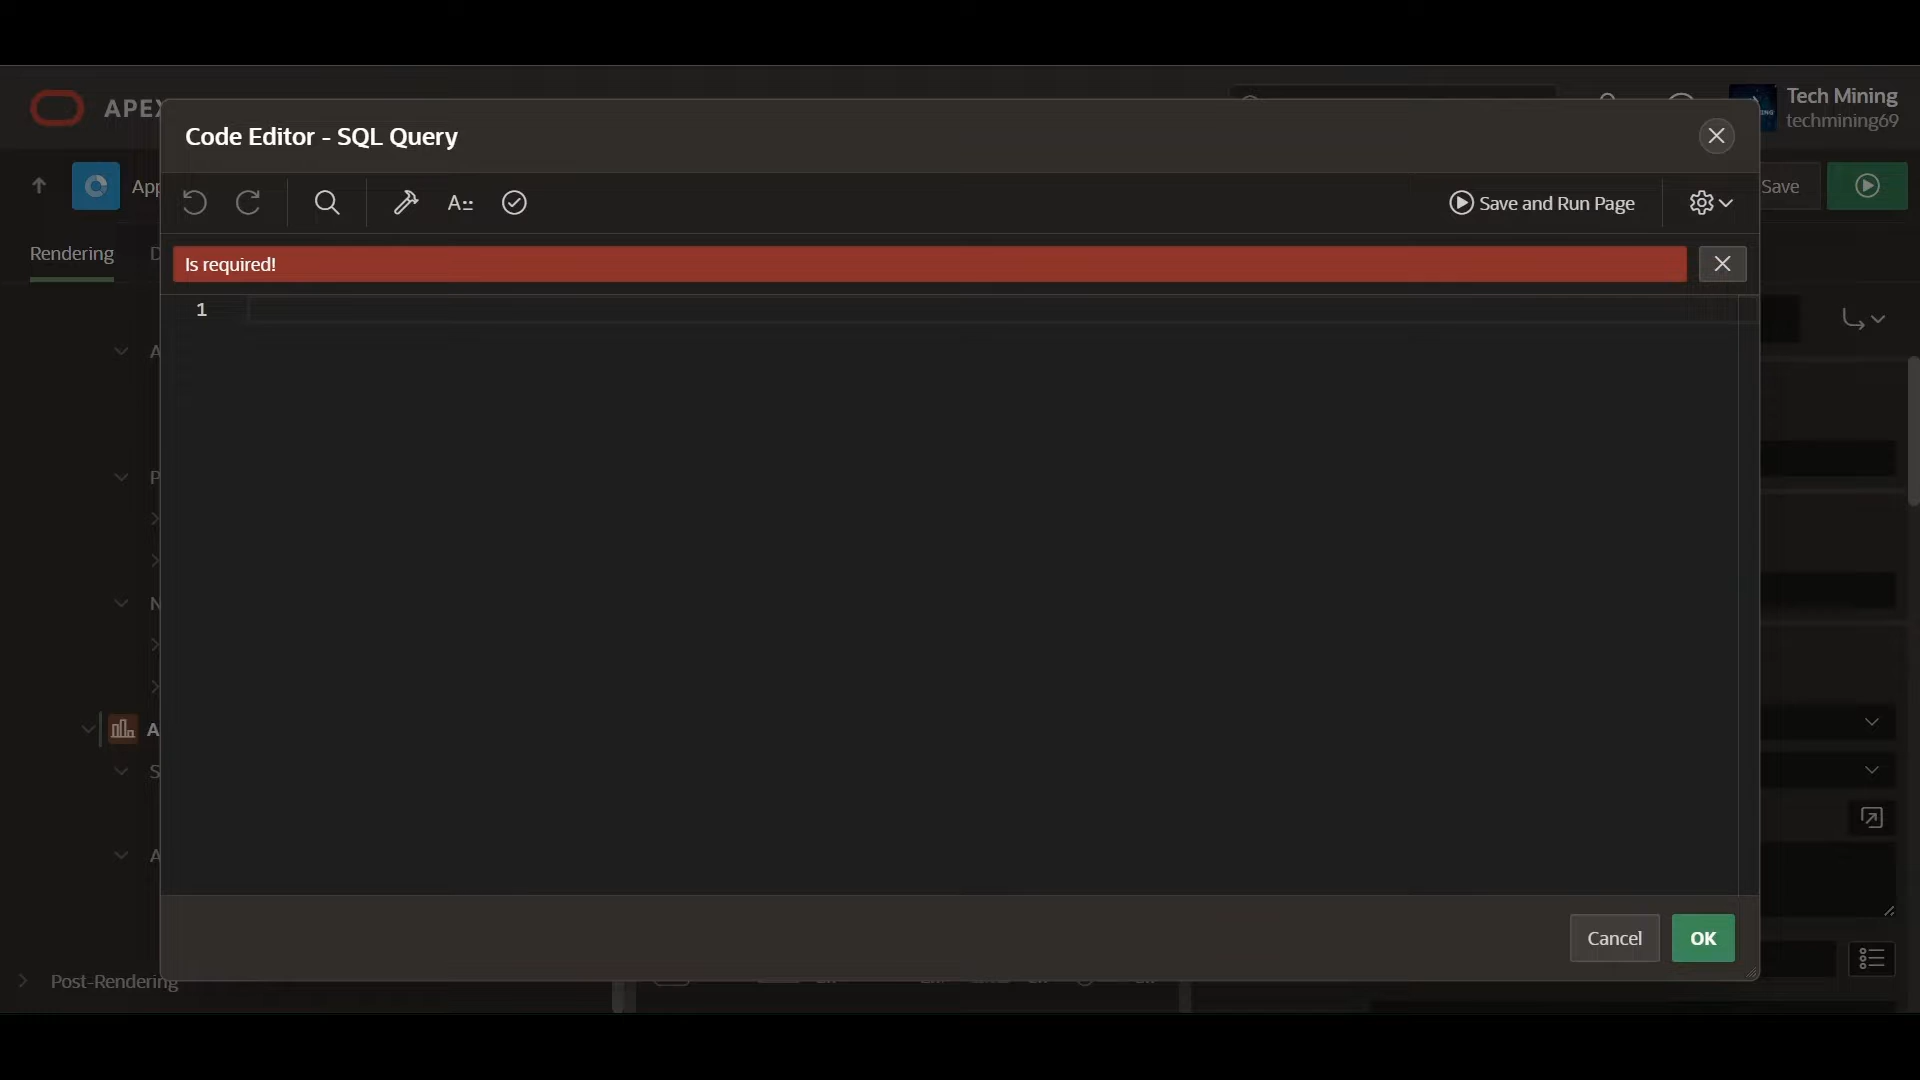 APEX
Tech Mining
techmining69
Code Editor - SQL Query
App
A::
Save and Run Page
Save
Rendering
D
Is required!
1
A
P
N
A
S
A
Cancel
OK
Post-Rendering